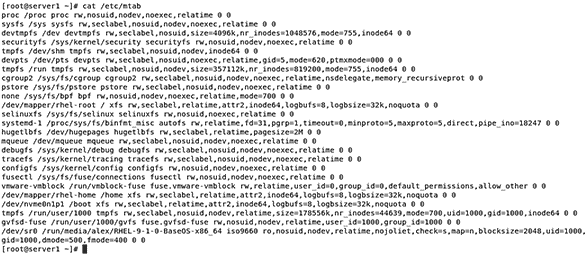 [root@server1 ~]# cat /etc/mtab
proc /proc proc rw,nosuid,nodev,noexec,relatime 0 0
sysfs /sys sysfs rw,seclabel,nosuid,nodev,noexec,relatime 0 0
devtmpfs /dev devtmpfs rw,seclabel,nosuid,size=4096k,nr_inodes=1048576,mode=755,inode64 0 0
securityfs /sys/kernel/security securityfs rw,nosuid,nodev,noexec,relatime 0 0
tmpfs /dev/shm tmpfs rw,seclabel,nosuid,nodev,inode64 0 0
devpts /dev/pts devpts rw,seclabel,nosuid,noexec,relatime,gid=5,mode=620,ptmxmode=000 0 0
tmpfs /run tmpfs rw,seclabel,nosuid,nodev,size=357112k,nr_inodes=819200,mode=755,inode64 0 0
cgroup2 /sys/fs/cgroup cgroup2 rw,seclabel,nosuid,nodev,noexec,relatime,nsdelegate,memory_recursiveprot 0 0
pstore /sys/fs/pstore pstore rw,seclabel,nosuid,nodev,noexec,relatime 0 0
none /sys/fs/bpf bpf rw,nosuid,nodev,noexec,relatime,mode=700 0 0
/dev/mapper/rhel-root / xfs rw,seclabel,relatime,attr2,inode64,logbufs=8,logbsize=32k,noquota 0 0
selinuxfs /sys/fs/selinux selinuxfs rw,nosuid,noexec,relatime 0 0
systemd-1 /proc/sys/fs/binfmt_misc autofs rw,relatime,fd=31,pgrp=1,timeout=0,minproto=5,maxproto=5,direct,pipe_ino=18247 0 0
hugetlbfs /dev/hugepages hugetlbfs rw,seclabel,relatime,pagesize=2M 0 0
mqueue /dev/mqueue mqueue rw,seclabel,nosuid,nodev,noexec,relatime 0 0
debugfs /sys/kernel/debug debugfs rw,seclabel,nosuid,nodev,noexec,relatime 0 0
tracefs /sys/kernel/tracing tracefs rw,seclabel,nosuid,nodev,noexec,relatime 0 0
configfs /sys/kernel/config configfs rw,nosuid,nodev,noexec,relatime 0 0
fusectl /sys/fs/fuse/connections fusectl rw,nosuid,nodev,noexec,relatime 0 0
vmware-vmblock /run/vmblock-fuse fuse.vmware-vmblock rw,relatime,user_id=0,group_id=0,default_permissions,allow_other 0 0
/dev/mapper/rhel-home /home xfs rw,seclabel,relatime,attr2,inode64,logbufs=8,logbsize=32k,noquota 0 0
/dev/nvme0n1p1 /boot xfs rw,seclabel,relatime,attr2,inode64,logbufs=8,logbsize=32k,noquota 0 0
tmpfs /run/user/1000 tmpfs rw,seclabel,nosuid,nodev,relatime,size=178556k,nr_inodes=44639,mode=700,uid=1000,gid=1000,inode64 0 0
gvfsd-fuse /run/user/1000/gvfs fuse.gvfsd-fuse rw,nosuid,nodev,relatime,user_id=1000,group_id=1000 0 0
/dev/sr0 /run/media/alex/RHEL-9-1-0-BaseOS-x86_64 iso9660 ro,nosuid,nodev,relatime,nojoliet,check=s,map=n,blocksize=2048,uid=1000,
gid=1000,dmode=500,fmode=400 0 0
[root@server1 ~]#